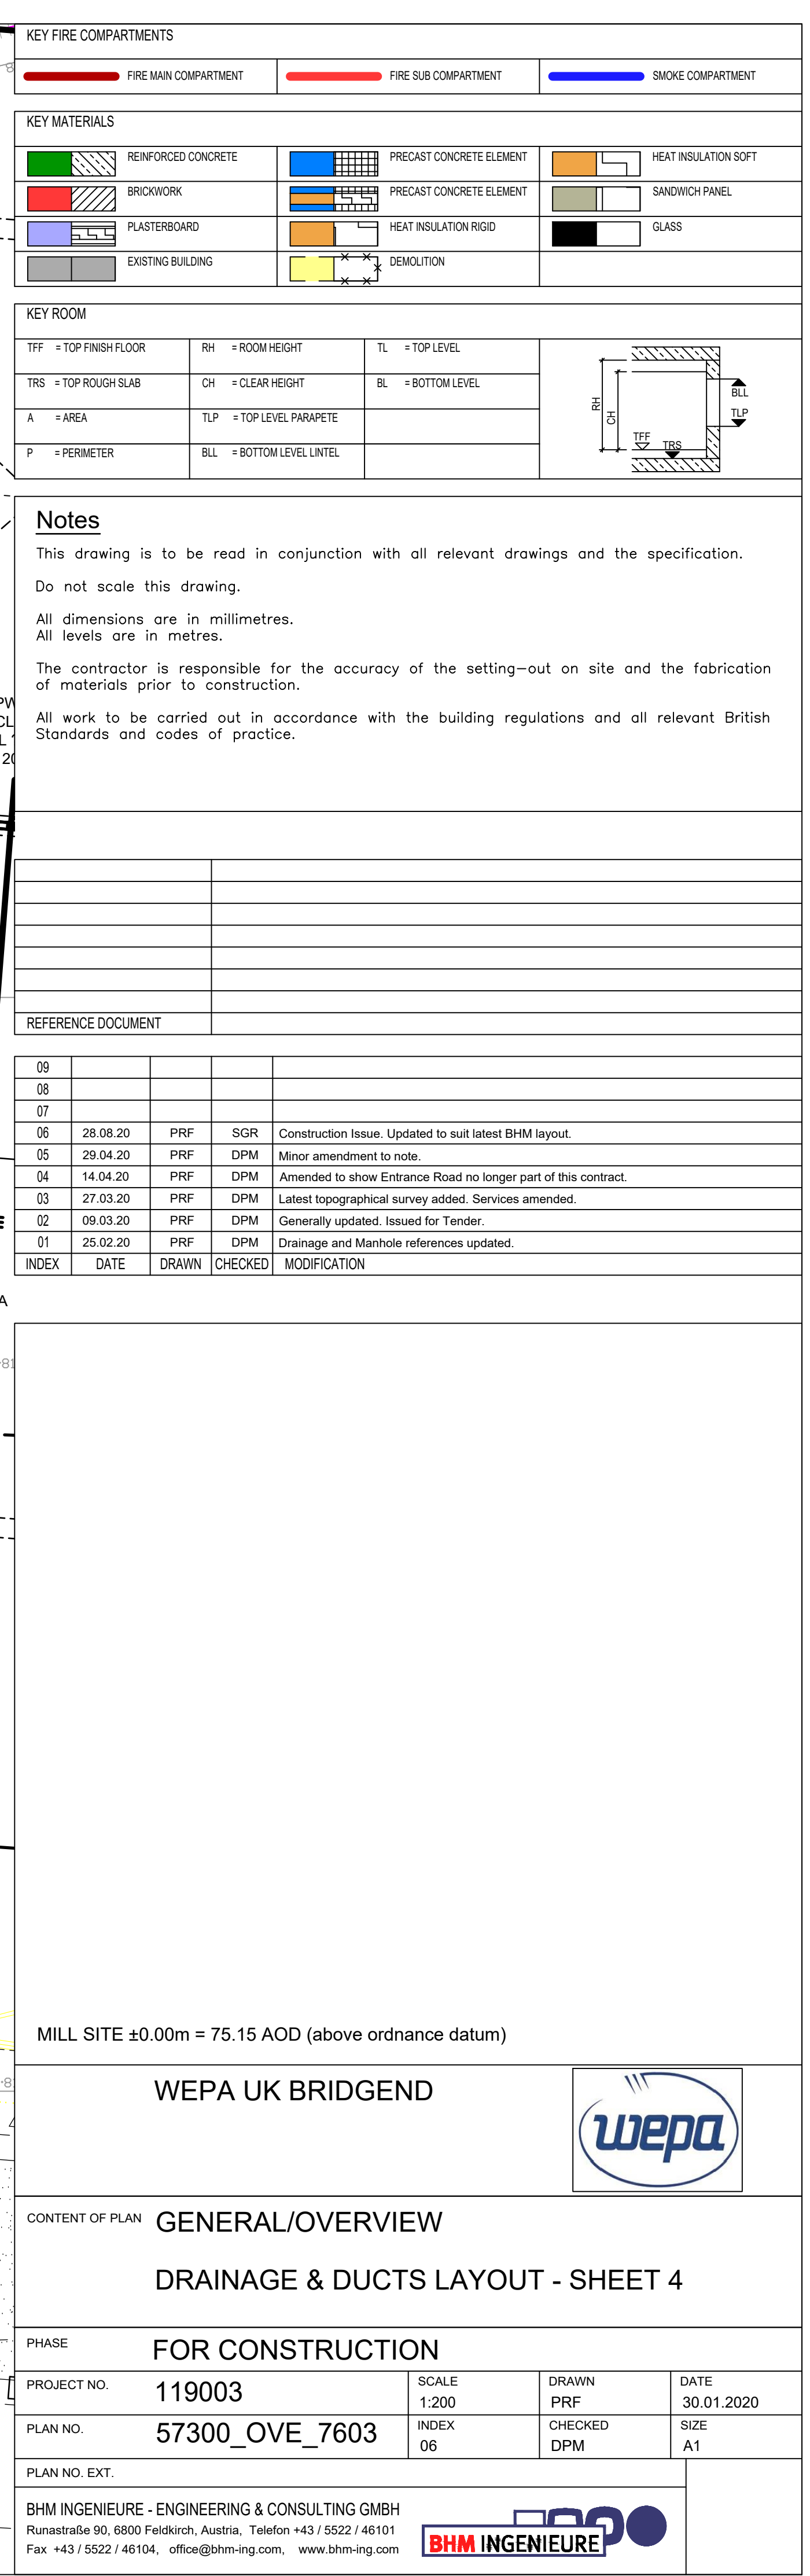 KEY FIRE COMPARTMENTS
FIRE MAIN COMPARTMENT FIRE SUB COMPARTMENT SMOKE COMPARTMENT
KEY MATERIALS
REINFORCED CONCRETE PRECAST CONCRETE ELEMENT HEAT INSULATION SOFT
BRICKWORK PRECAST CONCRETE ELEMENT SANDWICH PANEL
PLASTERBOARD HEAT INSULATION RIGID GLASS
EXISTING BUILDING DEMOLITION
KEY ROOM
TFF = TOP FINISH FLOOR RH = ROOM HEIGHT TL = TOP LEVEL
TRS = TOP ROUGH SLAB CH = CLEAR HEIGHT BL = BOTTOM LEVEL
A = AREA TLP = TOP LEVEL PARAPETE
P = PERIMETER BLL = BOTTOM LEVEL LINTEL
RH CH TFF TRS BLL TLP
Notes
This drawing is to be read in conjunction with all relevant drawings and the specification.
Do not scale this drawing.
All dimensions are in millimetres.
All levels are in metres.
The contractor is responsible for the accuracy of the setting-out on site and the fabrication
of materials prior to construction.
All work to be carried out in accordance with the building regulations and all relevant British
Standards and codes of practice.
REFERENCE DOCUMENT
09
08
07
06 28.08.20 PRF SGR Construction Issue. Updated to suit latest BHM layout.
05 29.04.20 PRF DPM Minor amendment to note.
04 14.04.20 PRF DPM Amended to show Entrance Road no longer part of this contract.
03 27.03.20 PRF DPM Latest topographical survey added. Services amended.
02 09.03.20 PRF DPM Generally updated. Issued for Tender.
01 25.02.20 PRF DPM Drainage and Manhole references updated.
INDEX DATE DRAWN CHECKED MODIFICATION
MILL SITE ±0.00m = 75.15 AOD (above ordnance datum)
WEPA UK BRIDGEND
wepa
CONTENT OF PLAN GENERAL/OVERVIEW
DRAINAGE & DUCTS LAYOUT - SHEET 4
PHASE FOR CONSTRUCTION
PROJECT NO. 119003 SCALE 1:200 DRAWN PRF DATE 30.01.2020
PLAN NO. 57300_OVE_7603 INDEX 06 CHECKED DPM SIZE A1
PLAN NO. EXT.
BHM INGENIEURE - ENGINEERING & CONSULTING GMBH
Runastraße 90, 6800 Feldkirch, Austria, Telefon +43 / 5522 / 46101
Fax +43 / 5522 / 46104, office@bhm-ing.com, www.bhm-ing.com
BHM INGENIEURE